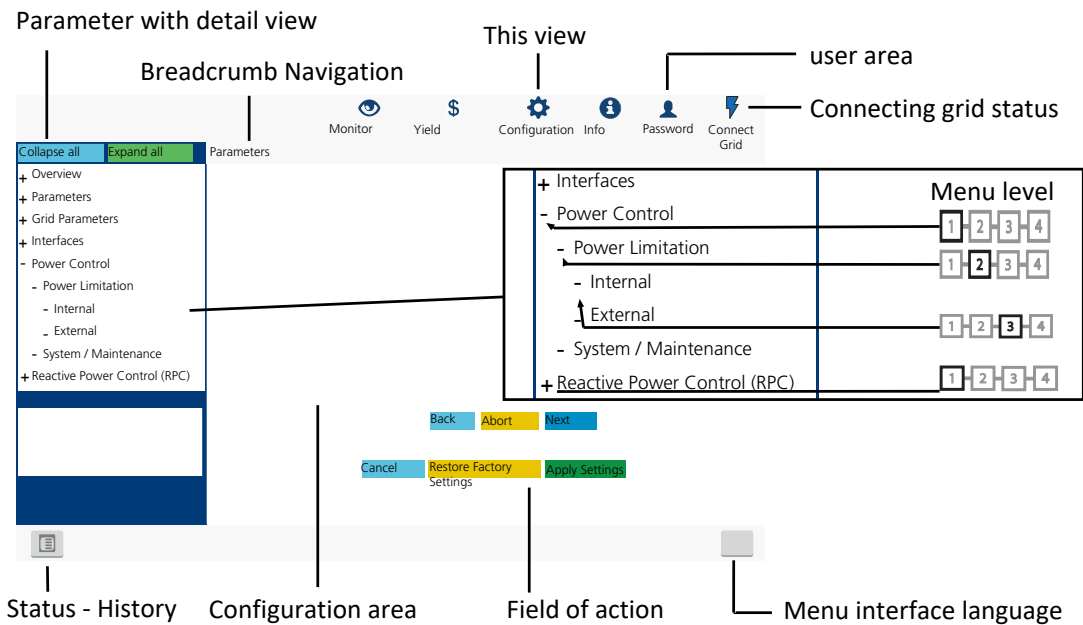 Parameter with detail view
This view
user area
Breadcrumb Navigation
Connecting grid status
Monitor
$
Yield
Configuration
Info
Password
Connect
Grid
Collapse all
Expand all
Parameters
+ Overview
+ Parameters
+ Grid Parameters
+ Interfaces
- Power Control
- Power Limitation
- Internal
- External
- System / Maintenance
+ Reactive Power Control (RPC)
+ Interfaces
Menu level
- Power Control
1 2 3 4
- Power Limitation
1 2 3 4
- Internal
- External
1 2 3 4
- System / Maintenance
+ Reactive Power Control (RPC)
1 2 3 4
Back
Abort
Next
Cancel
Restore Factory
Settings
Apply Settings
Status - History
Configuration area
Field of action
Menu interface language